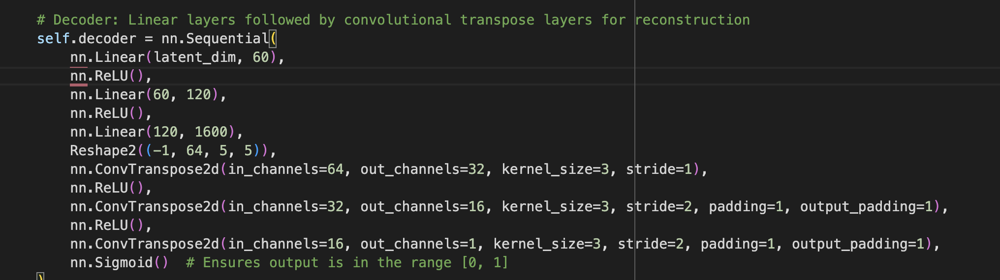 # Decoder: Linear layers followed by convolutional transpose layers for reconstruction
self.decoder = nn.Sequential(
    nn.Linear(latent_dim, 60),
    nn.ReLU(),
    nn.Linear(60, 120),
    nn.ReLU(),
    nn.Linear(120, 1600),
    Reshape2((-1, 64, 5, 5)),
    nn.ConvTranspose2d(in_channels=64, out_channels=32, kernel_size=3, stride=1),
    nn.ReLU(),
    nn.ConvTranspose2d(in_channels=32, out_channels=16, kernel_size=3, stride=2, padding=1, output_padding=1),
    nn.ReLU(),
    nn.ConvTranspose2d(in_channels=16, out_channels=1, kernel_size=3, stride=2, padding=1, output_padding=1),
    nn.Sigmoid()  # Ensures output is in the range [0, 1]
)